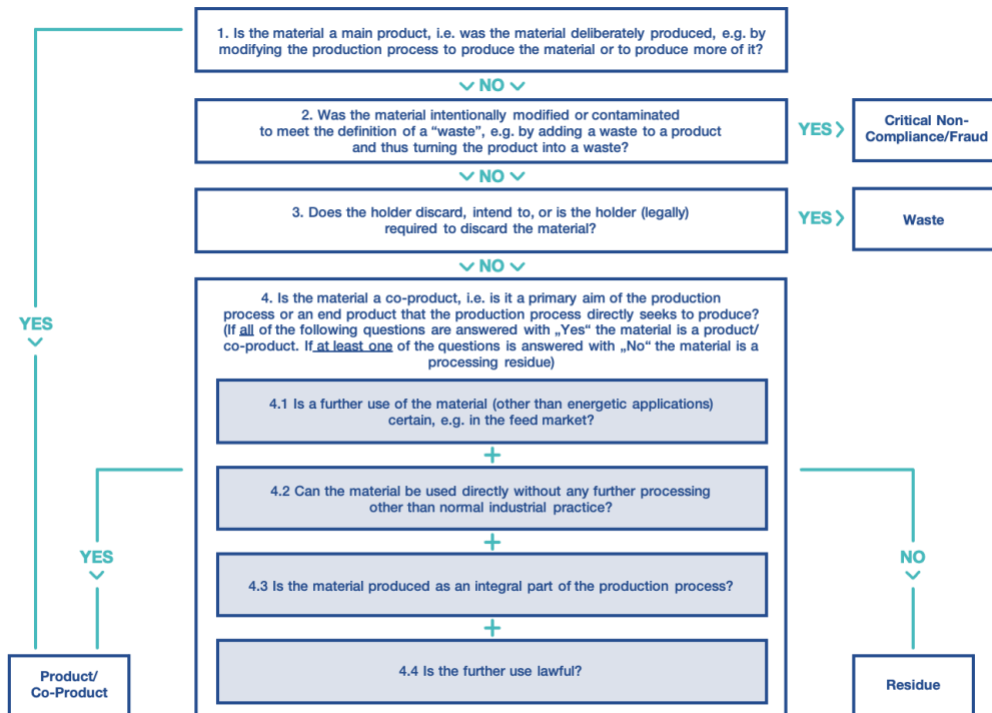 1. Is the material a main product, i.e. was the material deliberately produced, e.g. by
modifying the production process to produce the material or to produce more of it?
NO
2. Was the material intentionally modified or contaminated
to meet the definition of a “waste”, e.g. by adding a waste to a product
and thus turning the product into a waste?
YES
Critical Non-
Compliance/Fraud
NO
3. Does the holder discard, intend to, or is the holder (legally)
required to discard the material?
YES
Waste
NO
4. Is the material a co-product, i.e. is it a primary aim of the production
process or an end product that the production process directly seeks to produce?
(If all of the following questions are answered with „Yes“ the material is a product/
co-product. If at least one of the questions is answered with „No“ the material is a
processing residue)
YES
4.1 Is a further use of the material (other than energetic applications)
certain, e.g. in the feed market?
+
4.2 Can the material be used directly without any further processing
other than normal industrial practice?
+
YES
NO
4.3 Is the material produced as an integral part of the production process?
+
4.4 Is the further use lawful?
Product/
Co-Product
Residue